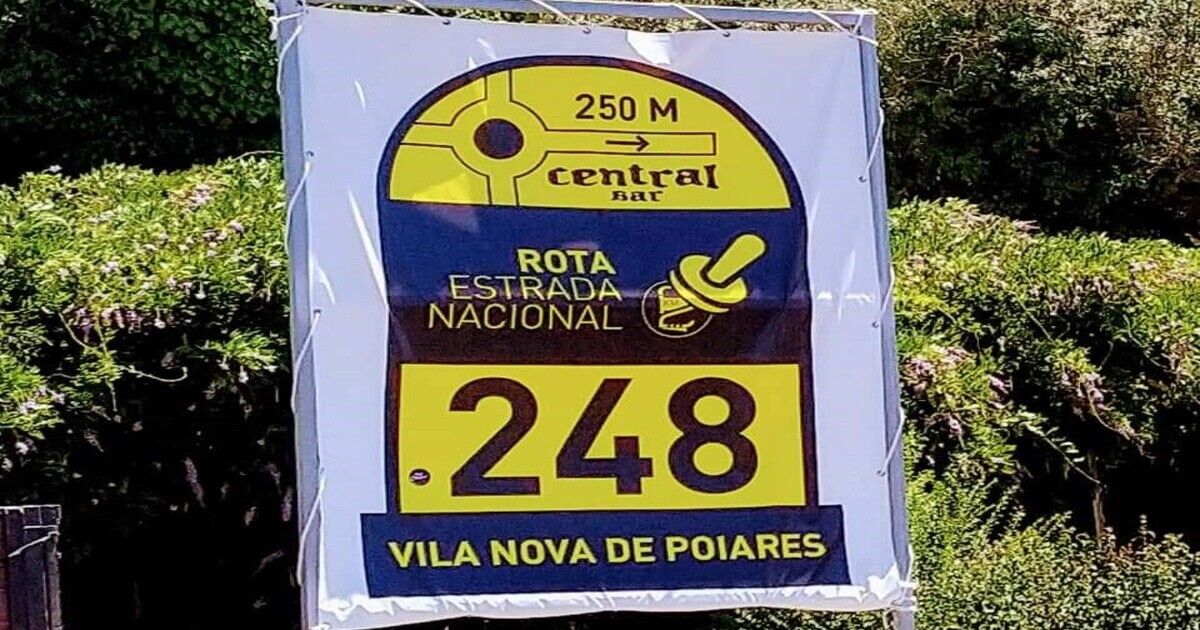 250 M
central
BAR
ROTA
ESTRADA
NACIONAL
.248
VILA NOVA DE POIARES